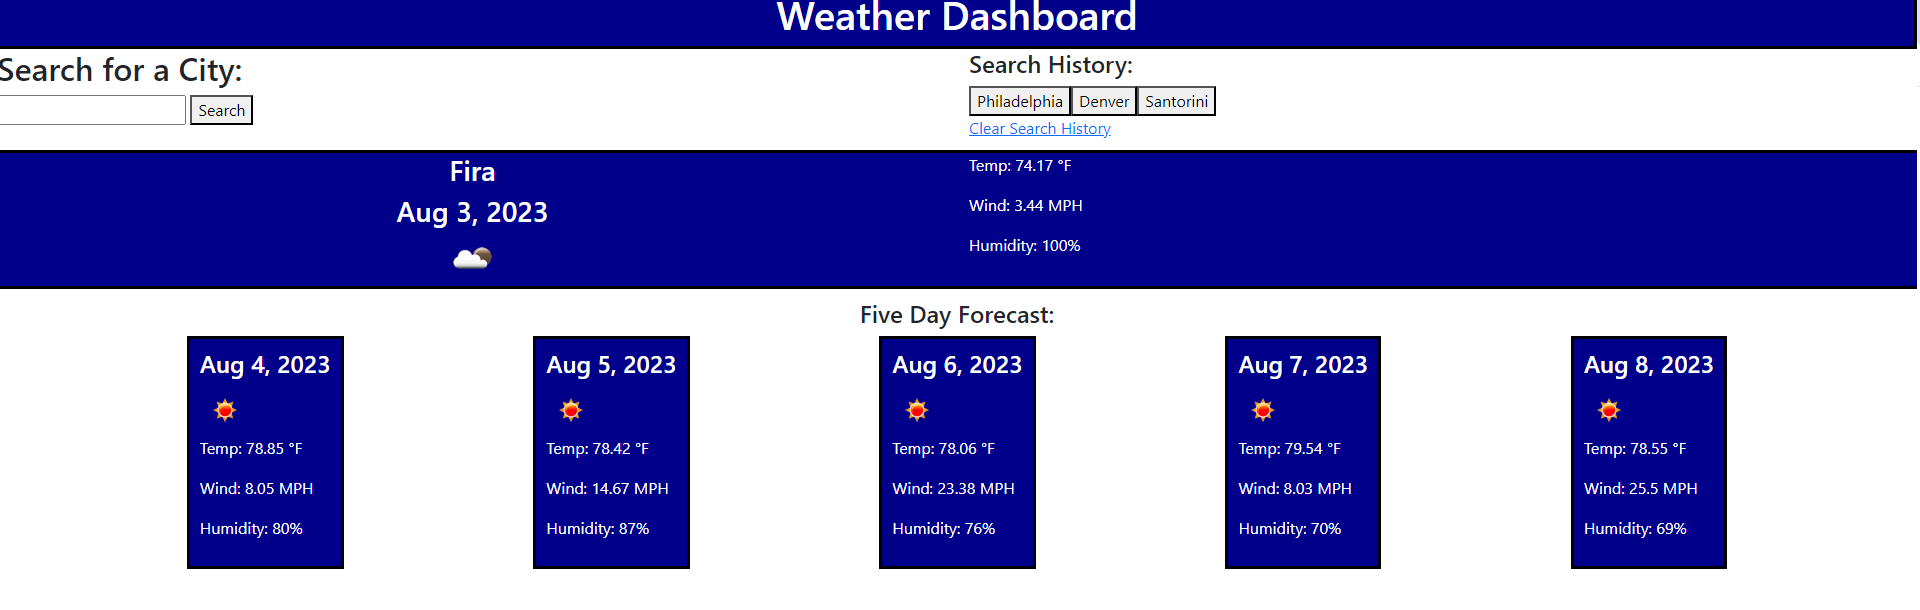 Weather Dashboard
Search for a City:
Search
Search History:
Philadelphia Denver Santorini
Clear Search History
Fira
Aug 3, 2023
Temp: 74.17 °F
Wind: 3.44 MPH
Humidity: 100%
Five Day Forecast:
Aug 4, 2023
Temp: 78.85 °F
Wind: 8.05 MPH
Humidity: 80%
Aug 5, 2023
Temp: 78.42 °F
Wind: 14.67 MPH
Humidity: 87%
Aug 6, 2023
Temp: 78.06 °F
Wind: 23.38 MPH
Humidity: 76%
Aug 7, 2023
Temp: 79.54 °F
Wind: 8.03 MPH
Humidity: 70%
Aug 8, 2023
Temp: 78.55 °F
Wind: 25.5 MPH
Humidity: 69%